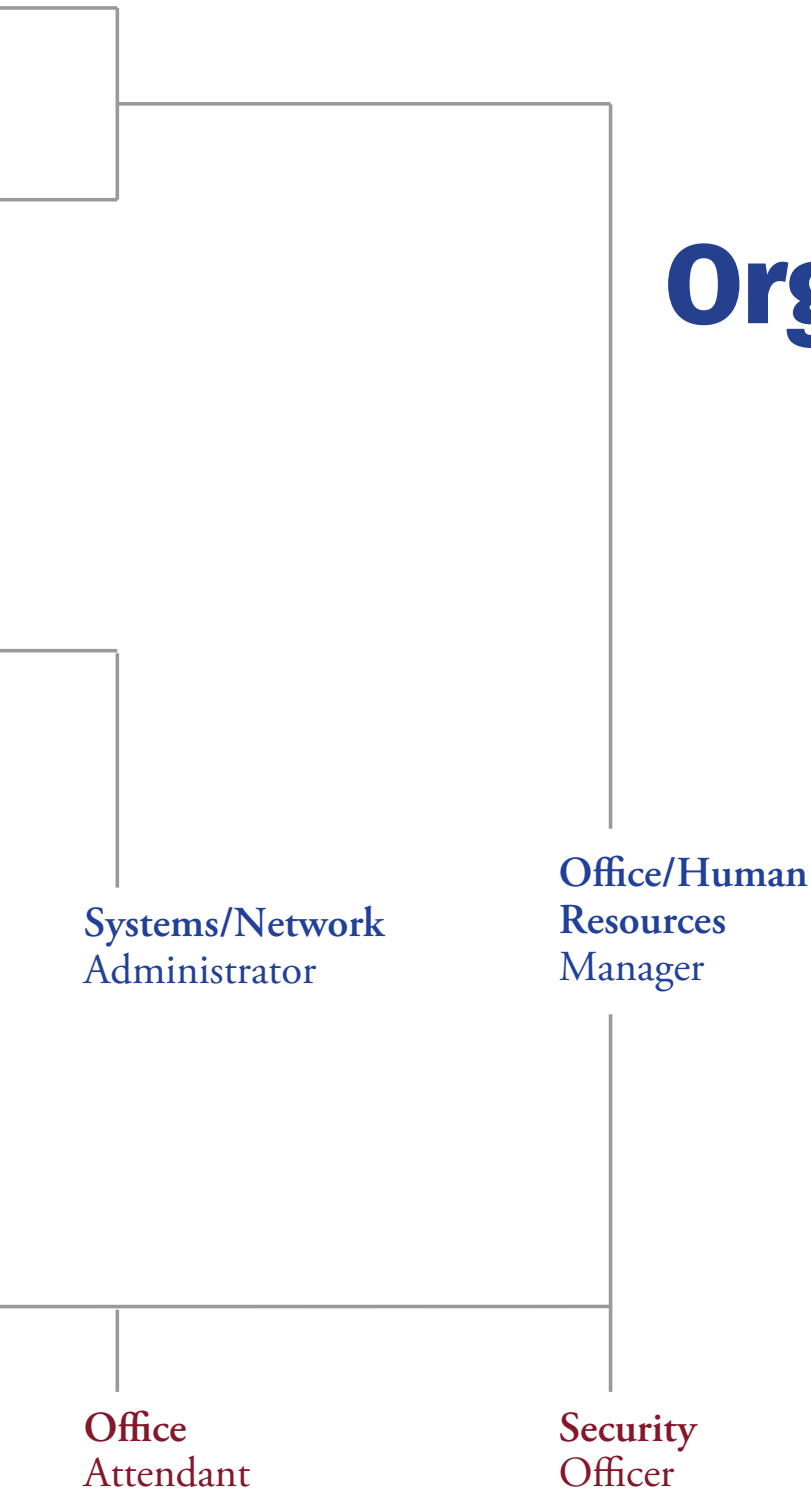 Org
Office/Human
Resources
Manager
Systems/Network
Administrator
Office
Attendant
Security
Officer